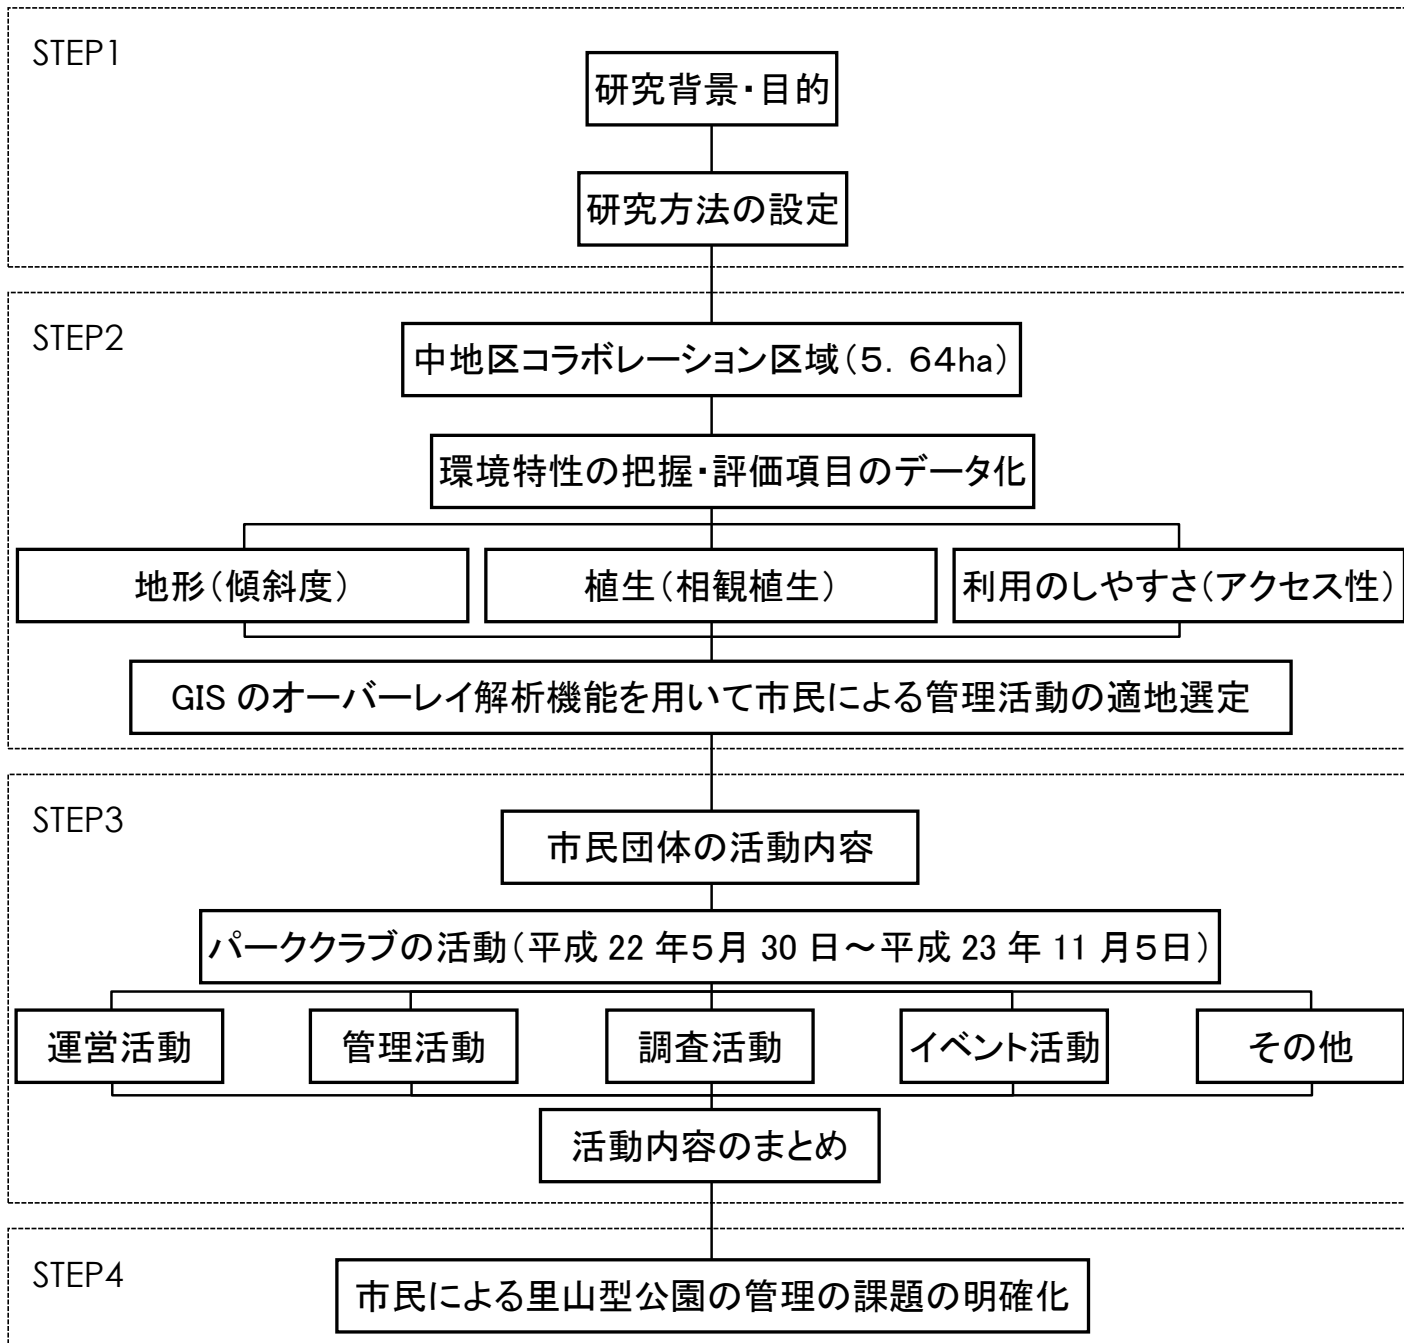 STEP1
研究背景・目的
研究方法の設定
STEP2
中地区コラボレーション区域(5．64ha)
環境特性の把握・評価項目のデータ化
地形(傾斜度)
植生(相観植生)
利用のしやすさ(アクセス性)
GIS のオーバーレイ解析機能を用いて市民による管理活動の適地選定
STEP3
市民団体の活動内容
パーククラブの活動(平成 22 年5月 30 日～平成 23 年 11 月5日)
運営活動
管理活動
調査活動
イベント活動
その他
活動内容のまとめ
STEP4
市民による里山型公園の管理の課題の明確化